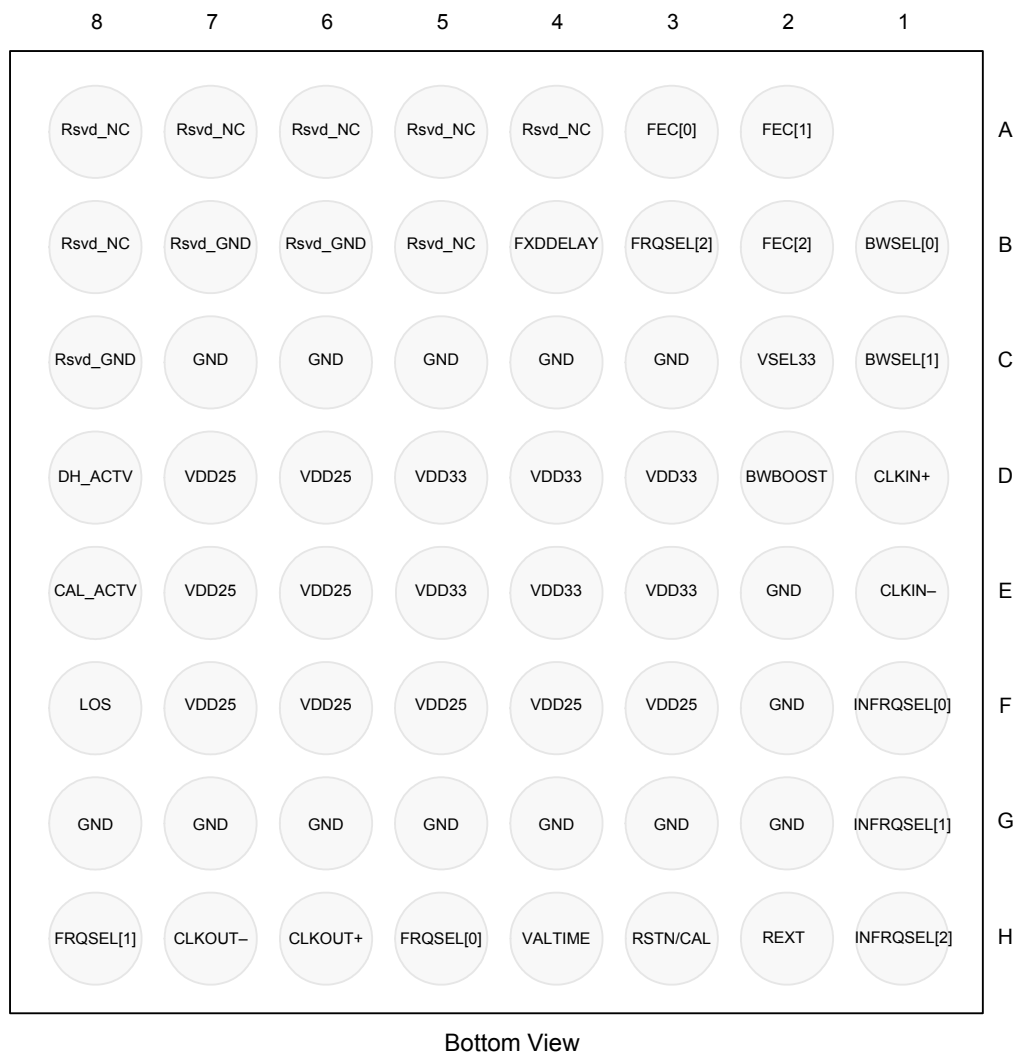 8 7 6 5 4 3 2 1
Rsvd_NC Rsvd_NC Rsvd_NC Rsvd_NC Rsvd_NC FEC[0] FEC[1] A
Rsvd_NC Rsvd_GND Rsvd_GND Rsvd_NC FXDDELAY FRQSEL[2] FEC[2] BWSEL[0] B
Rsvd_GND GND GND GND GND GND VSEL33 BWSEL[1] C
DH_ACTV VDD25 VDD25 VDD33 VDD33 VDD33 BWBOOST CLKIN+ D
CAL_ACTV VDD25 VDD25 VDD33 VDD33 VDD33 GND CLKIN– E
LOS VDD25 VDD25 VDD25 VDD25 VDD25 GND INFRQSEL[0] F
GND GND GND GND GND GND GND INFRQSEL[1] G
FRQSEL[1] CLKOUT– CLKOUT+ FRQSEL[0] VALTIME RSTN/CAL REXT INFRQSEL[2] H
Bottom View